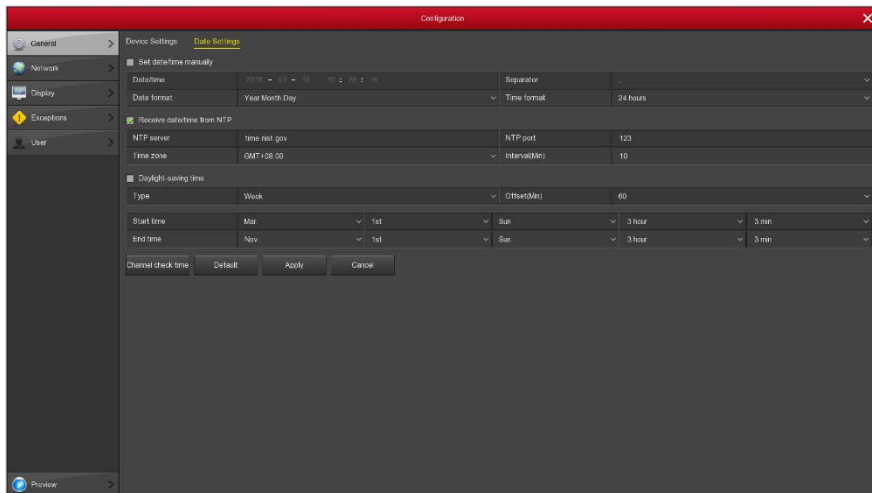 Configuration
General
Network
Display
Exceptions
User
Preview
Device Settings Date Settings
Set date/time manually
Date/time Separator
Date format Year Month Day Time format 24 hours
Receive date/time from NTP
NTP server time.nist.gov NTP port 123
Time zone GMT+08:00 Interval(Min) 10
Daylight-saving time
Type Week Offset(Min) 60
Start time Mar. 1st Sun 3 hour 3 min
End time Nov. 1st Sun 3 hour 3 min
Channel check time Default Apply Cancel